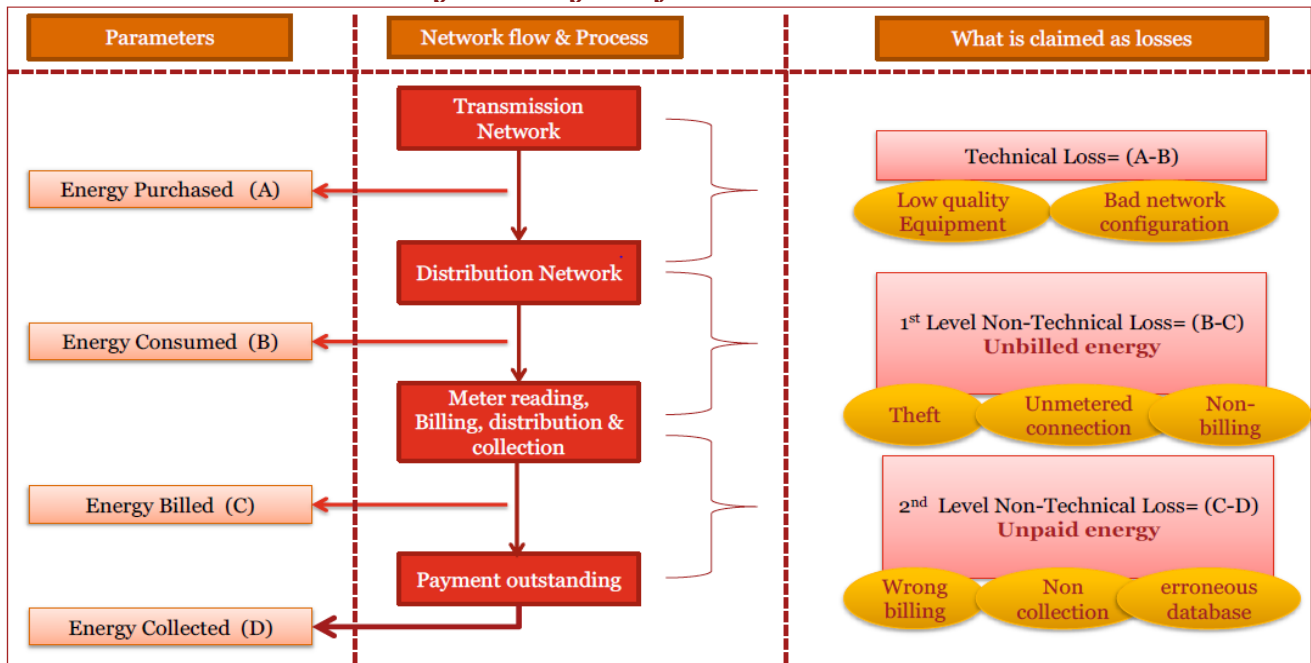 Parameters
Network flow & Process
What is claimed as losses
Transmission
Network
Technical Loss= (A-B)
Energy Purchased (A)
Low quality
Equipment
Bad network
configuration
Distribution Network
1st Level Non-Technical Loss= (B-C)
Unbilled energy
Energy Consumed (B)
Meter reading,
Billing, distribution &
collection
Theft
Unmetered
connection
Non-
billing
Energy Billed (C)
2nd Level Non-Technical Loss= (C-D)
Unpaid energy
Payment outstanding
Wrong
billing
Non
collection
erroneous
database
Energy Collected (D)